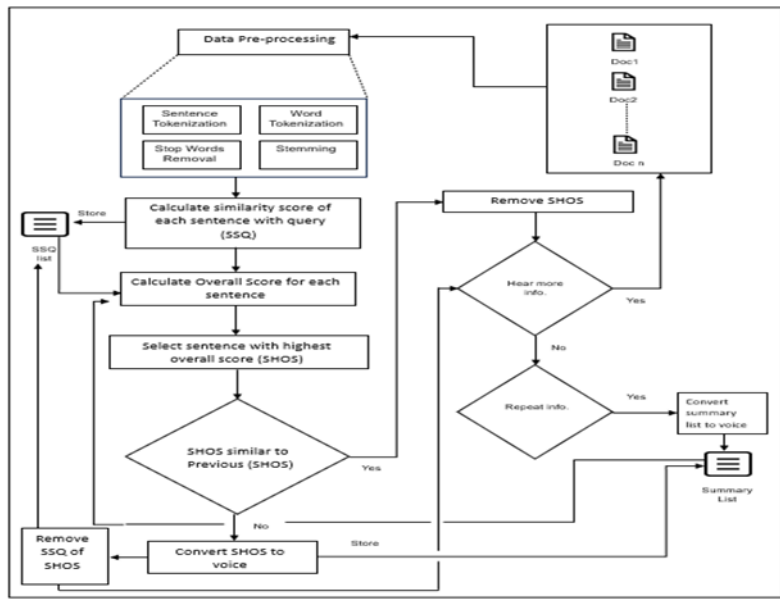 Data Pre-processing
Doc1
Doc2
Doc n
Sentence
Tokenization
Word
Tokenization
Stop Words
Removal
Stemming
Calculate similarity score of
each sentence with query
(SSQ)
Store
SSQ
list
Remove SHOS
Calculate Overall Score for each
sentence
Hear more
info.
Yes
No
Select sentence with highest
overall score (SHOS)
Repeat info.
Yes
Convert
summary
list to voice
SHOS similar to
Previous (SHOS)
Yes
No
Summary
List
Remove
SSQ of
SHOS
Convert SHOS to
voice
Store